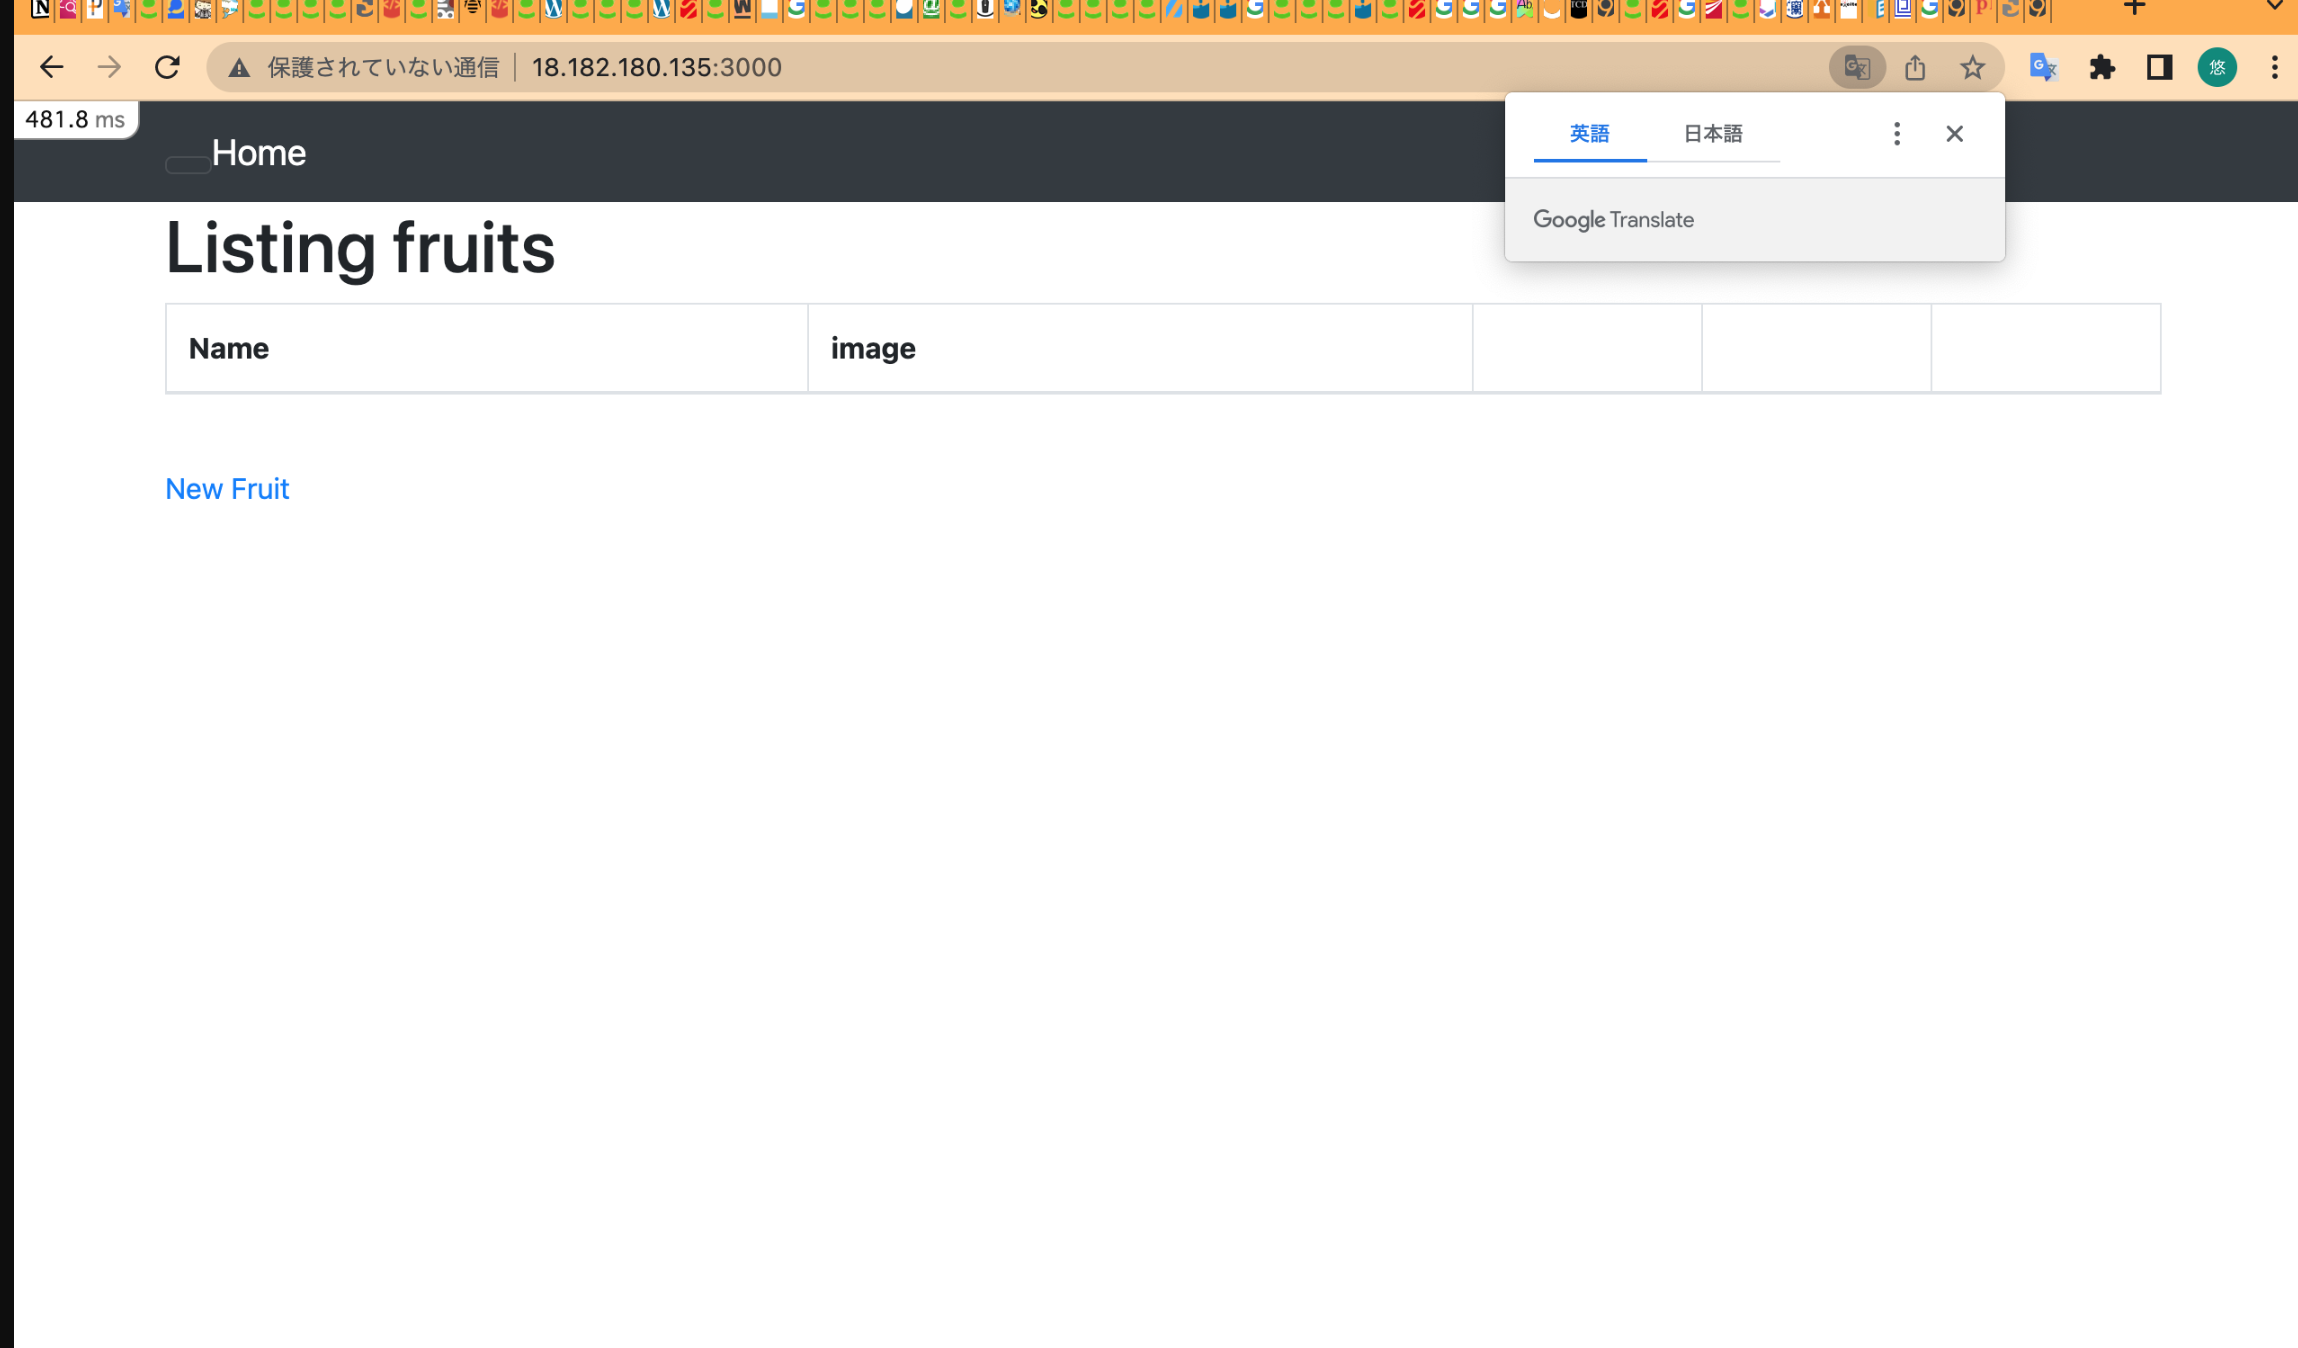 保護されていない通信 18.182.180.135:3000
481.8 ms
Home
英語 日本語
Google Translate
悠
Listing fruits
Name image
New Fruit